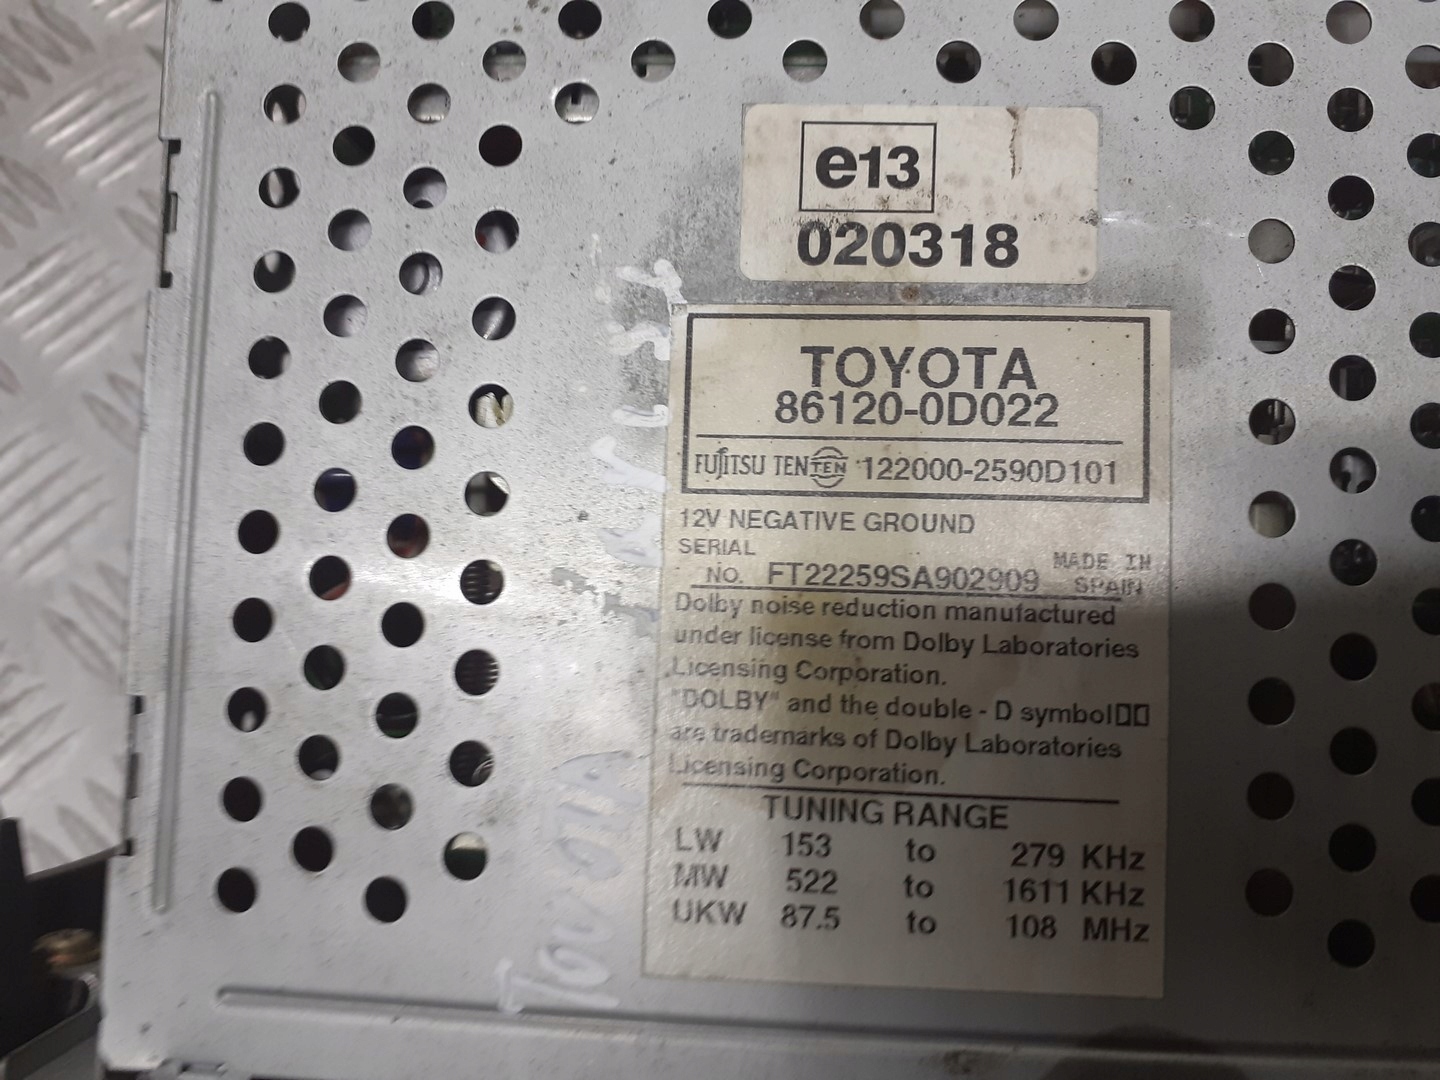 e13
020318
TOYOTA
86120-0D022
FUJITSU TEN TEN 122000-2590D101
12V NEGATIVE GROUND
SERIAL
NO. FT22259SA902909
MADE IN
SPAIN
Dolby noise reduction manufactured
under license from Dolby Laboratories
Licensing Corporation.
"DOLBY" and the double - D symbol
are trademarks of Dolby Laboratories
Licensing Corporation.
TUNING RANGE
LW 153 to 279 KHz
MW 522 to 1611 KHz
UKW 87.5 to 108 MHz